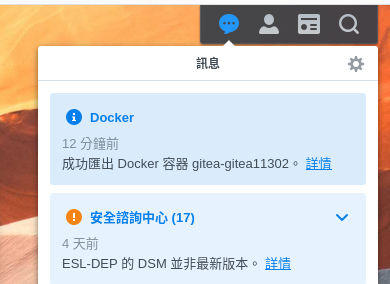 訊息
Docker
12 分鐘前
成功匯出 Docker 容器 gitea-gitea11302。 詳情
安全諮詢中心 (17)
4 天前
ESL-DEP 的 DSM 並非最新版本。 詳情